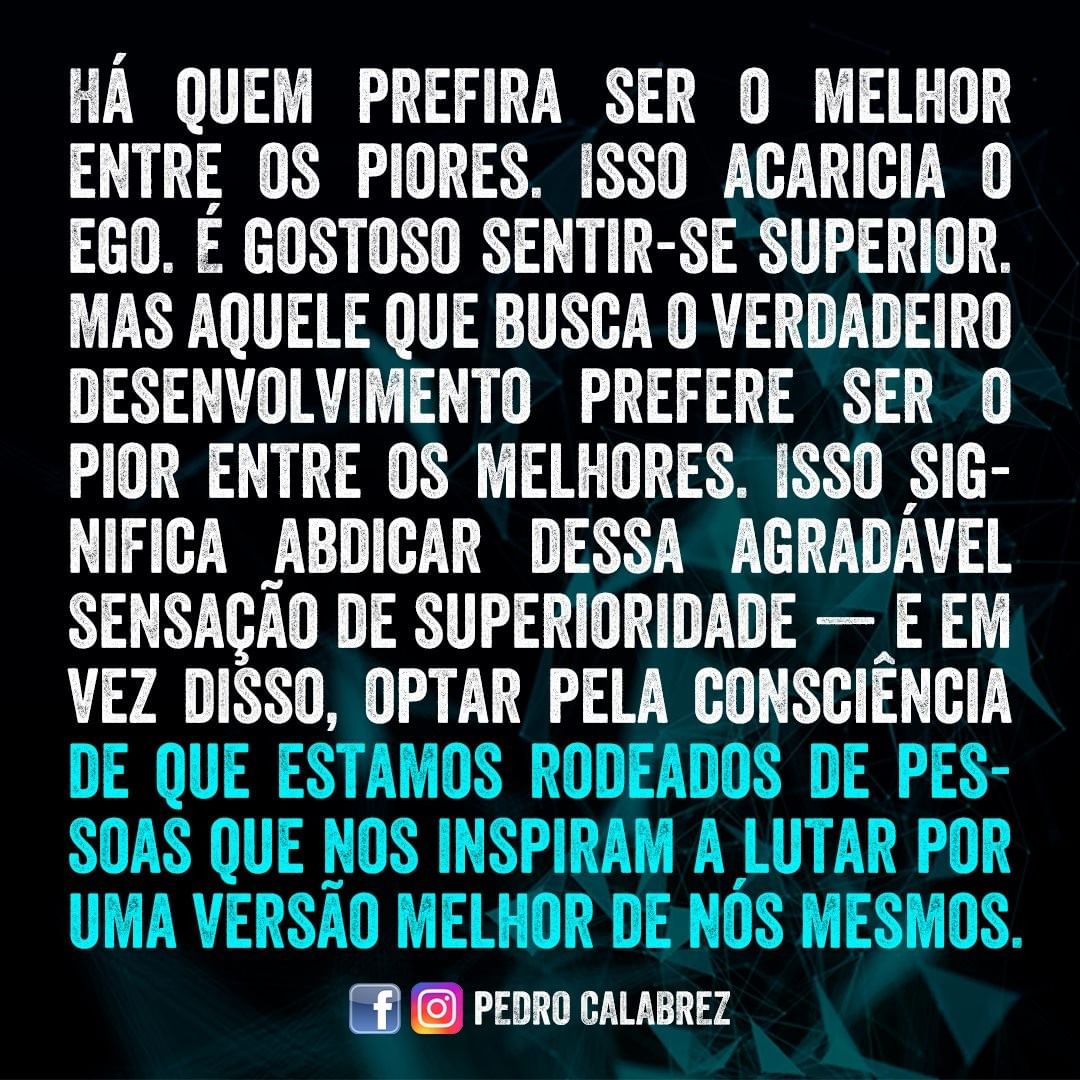 HÁ QUEM PREFIRA SER O MELHOR
ENTRE OS PIORES. ISSO ACARICIA O
EGO. É GOSTOSO SENTIR-SE SUPERIOR.
MAS AQUELE QUE BUSCA O VERDADEIRO
DESENVOLVIMENTO PREFERE SER O
PIOR ENTRE OS MELHORES. ISSO SIG-
NIFICA ABDICAR DESSA AGRADÁVEL
SENSAÇÃO DE SUPERIORIDADE — E EM
VEZ DISSO, OPTAR PELA CONSCIÊNCIA
DE QUE ESTAMOS RODEADOS DE PES-
SOAS QUE NOS INSPIRAM A LUTAR POR
UMA VERSÃO MELHOR DE NÓS MESMOS.
PEDRO CALABREZ